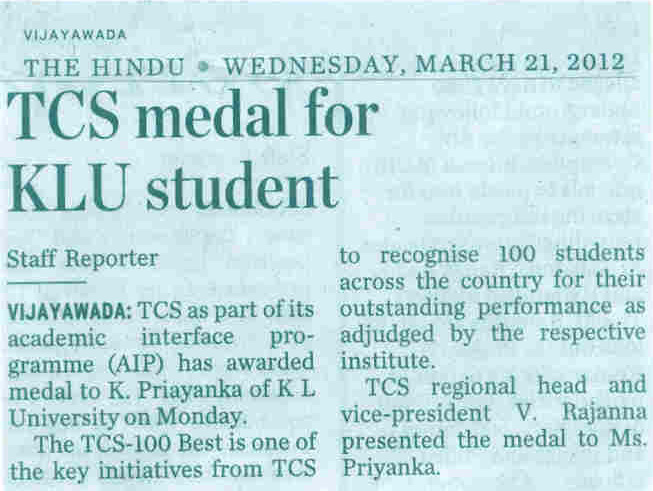 VIJAYAWADA
THE HINDU • WEDNESDAY, MARCH 21, 2012
TCS medal for
KLU student
Staff Reporter
VIJAYAWADA: TCS as part of its
academic interface pro-
gramme (AIP) has awarded
medal to K. Priayanka of K L
University on Monday.
The TCS-100 Best is one of
the key initiatives from TCS
to recognise 100 students
across the country for their
outstanding performance as
adjudged by the respective
institute.
TCS regional head and
vice-president V. Rajanna
presented the medal to Ms.
Priyanka.